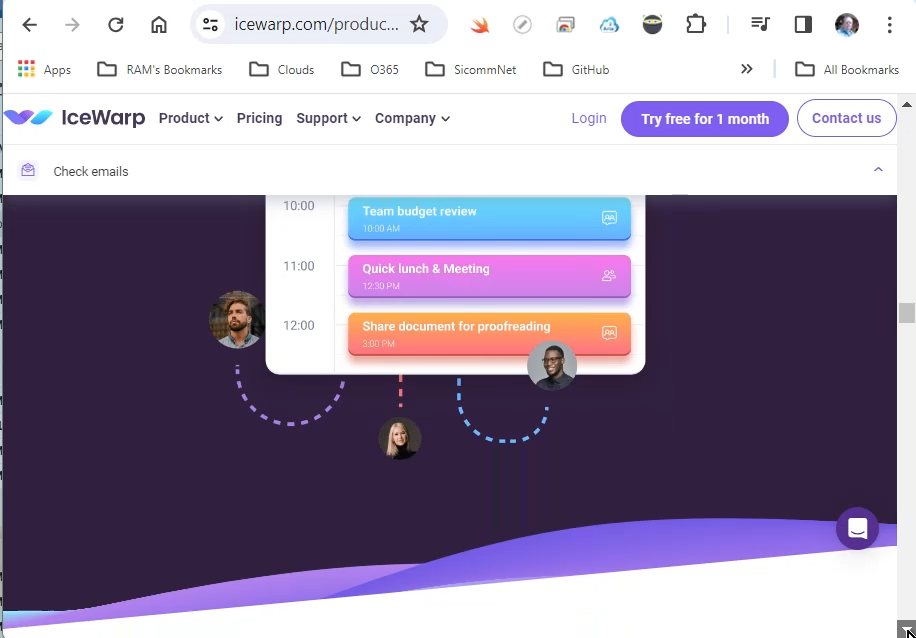 icewarp.com/produc...
Apps RAM's Bookmarks Clouds O365 SicommNet GitHub » All Bookmarks
IceWarp Product Pricing Support Company Login Try free for 1 month Contact us
Check emails
10:00 Team budget review
10:00 AM
11:00 Quick lunch & Meeting
12:30 PM
12:00 Share document for proofreading
3:00 PM